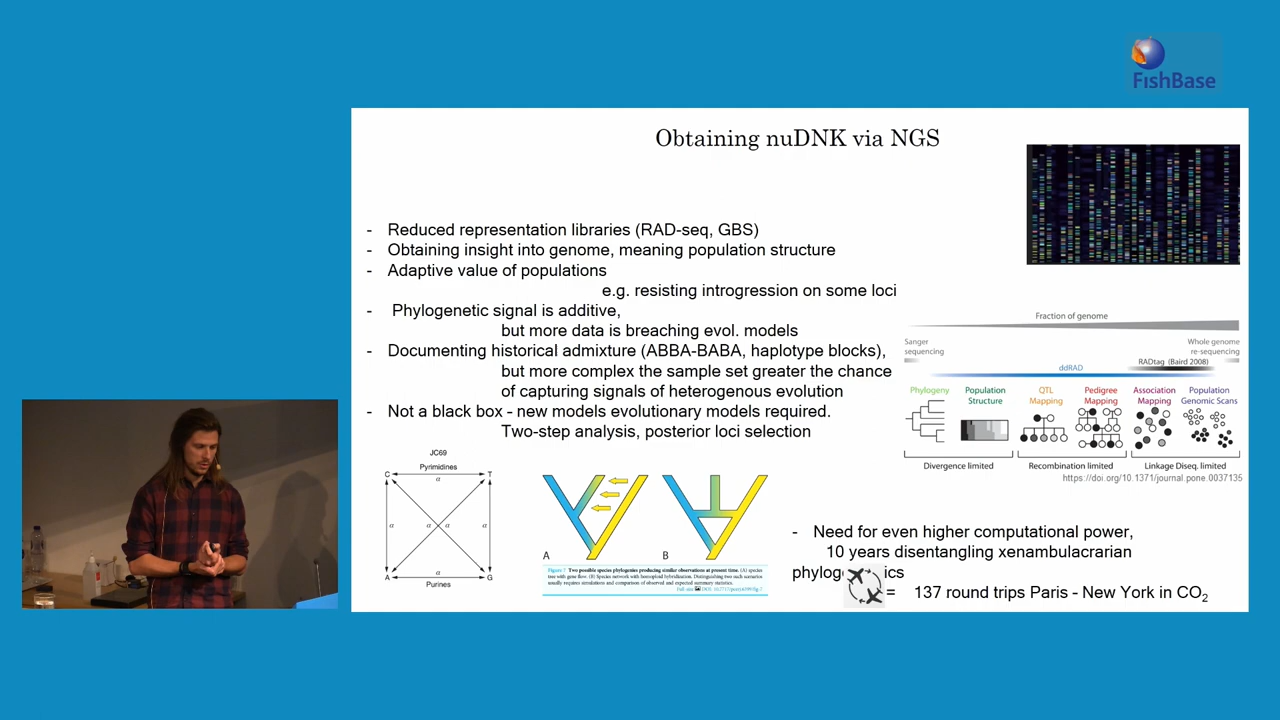 FishBase
Obtaining nuDNK via NGS
- Reduced representation libraries (RAD-seq, GBS)
- Obtaining insight into genome, meaning population structure
- Adaptive value of populations
e.g. resisting introgression on some loci
- Phylogenetic signal is additive,
but more data is breaching evol. models
- Documenting historical admixture (ABBA-BABA, haplotype blocks),
but more complex the sample set greater the chance
of capturing signals of heterogenous evolution
- Not a black box - new models evolutionary models required.
Two-step analysis, posterior loci selection
Fraction of genome
Sanger
sequencing
Whole genome
re-sequencing
RADtag (Baird 2008)
ddRAD
Phylogeny
Population
Structure
QTL
Mapping
Pedigree
Mapping
Association
Mapping
Population
Genomic Scans
Divergence limited
Recombination limited
Linkage Diseq. limited
https://doi.org/10.1371/journal.pone.0037135
JC69
Pyrimidines
C α T
α α α α
A α G
Purines
A
B
Figure 7 Two possible species phylogenies producing similar observations at present time. (A) species
tree with gene flow. (B) Species network with homoploid hybridization. Distinguishing two such scenarios
usually requires simulations and comparison of observed and expected summary statistics.
- Need for even higher computational power,
10 years disentangling xenambulacrarian
phylog ics
= 137 round trips Paris - New York in CO2